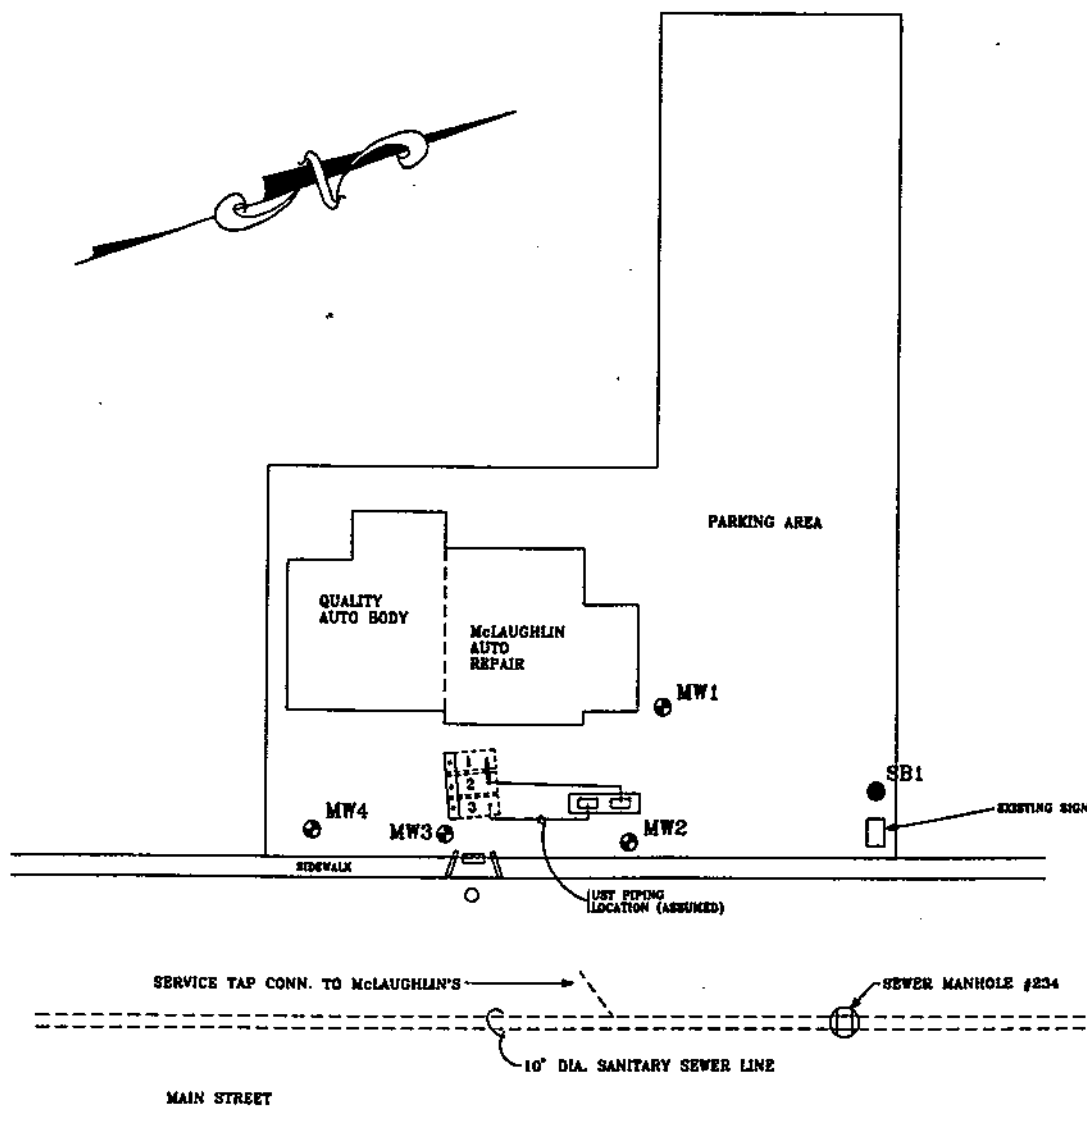 N
PARKING AREA
QUALITY
AUTO BODY
McLAUGHLIN
AUTO
REPAIR
MW1
1
2
3
SB1
EXISTING SIGN
MW4
MW3
MW2
SIDEWALK
UST PIPING
LOCATION (ASSUMED)
SERVICE TAP CONN. TO McLAUGHLIN'S
SEWER MANHOLE #234
10" DIA. SANITARY SEWER LINE
MAIN STREET